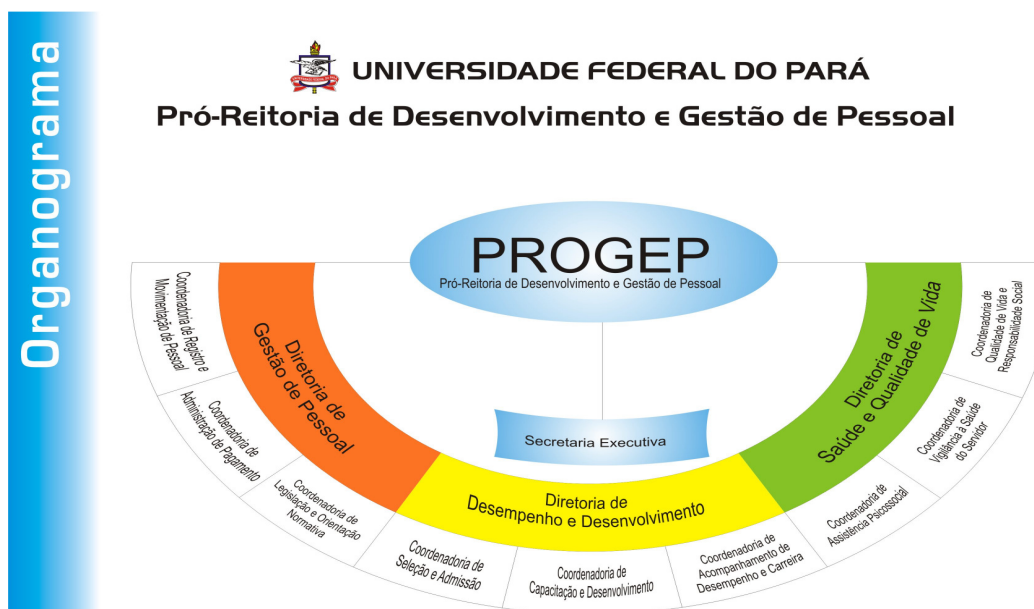 Organograma
UNIVERSIDADE FEDERAL DO PARÁ
Pró-Reitoria de Desenvolvimento e Gestão de Pessoal
PROGEP
Pró-Reitoria de Desenvolvimento e Gestão de Pessoal
Secretaria Executiva
Diretoria de
Gestão de Pessoal
Coordenadoria de Registro e
Movimentação de Pessoal
Coordenadoria de
Administração de Pagamento
Coordenadoria de
Legislação e Orientação
Normativa
Diretoria de
Desempenho e Desenvolvimento
Coordenadoria de
Seleção e Admissão
Coordenadoria de
Capacitação e Desenvolvimento
Coordenadoria de
Acompanhamento de
Desempenho e Carreira
Diretoria de
Saúde e Qualidade de Vida
Coordenadoria de
Assistência Psicossocial
Coordenadoria de
Vigilância à Saúde
do Servidor
Coordenadoria de
Qualidade de Vida e
Responsabilidade Social